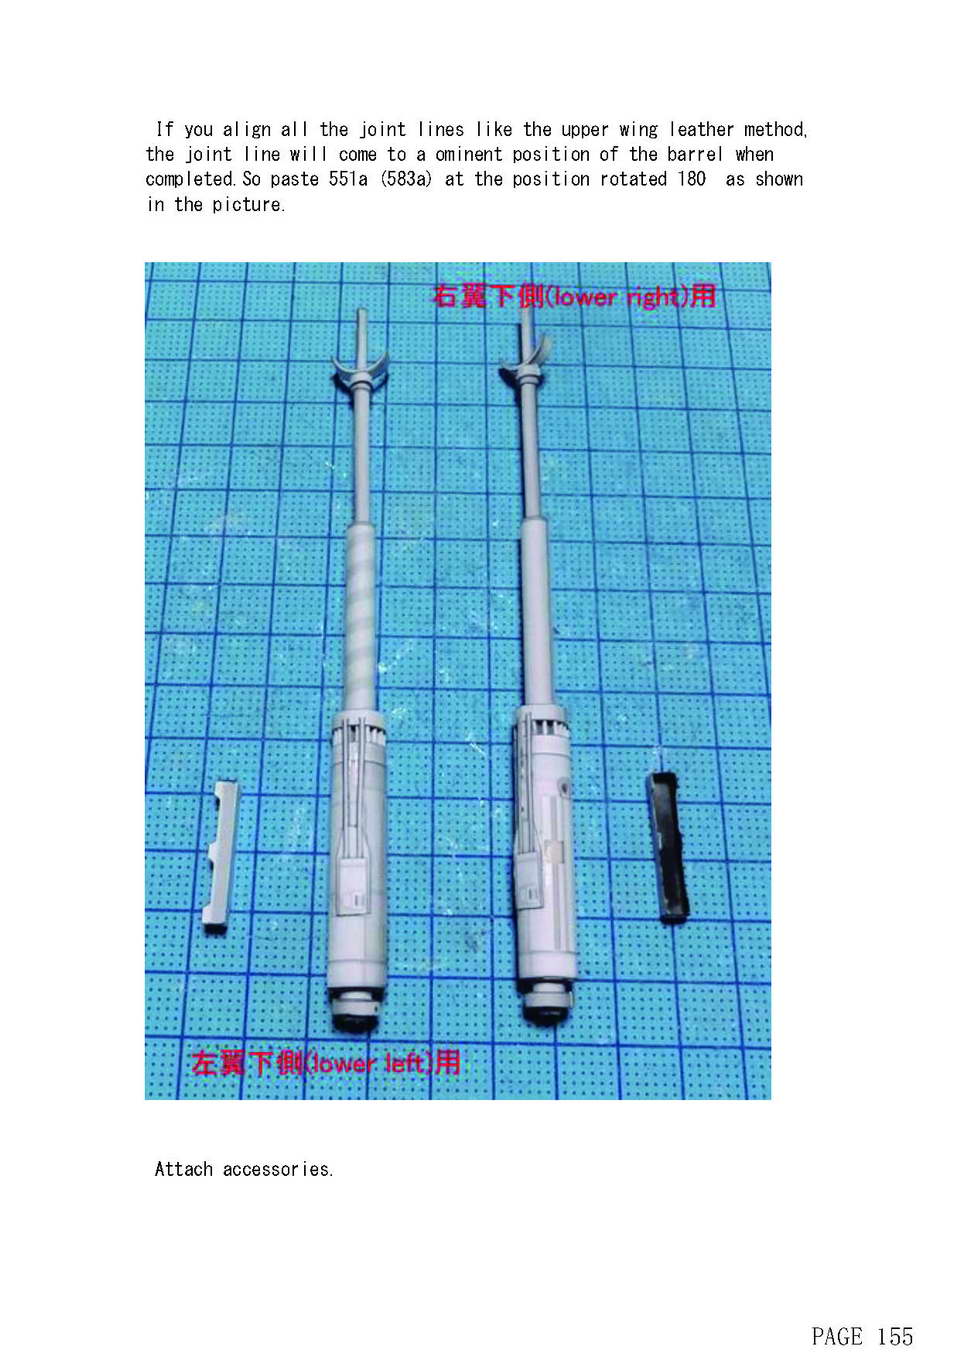 If you align all the joint lines like the upper wing leather method,
the joint line will come to a ominent position of the barrel when
completed.So paste 551a (583a) at the position rotated 180  as shown
in the picture.
右翼下側(lower right)用
左翼下側(lower left)用
Attach accessories.
PAGE 155